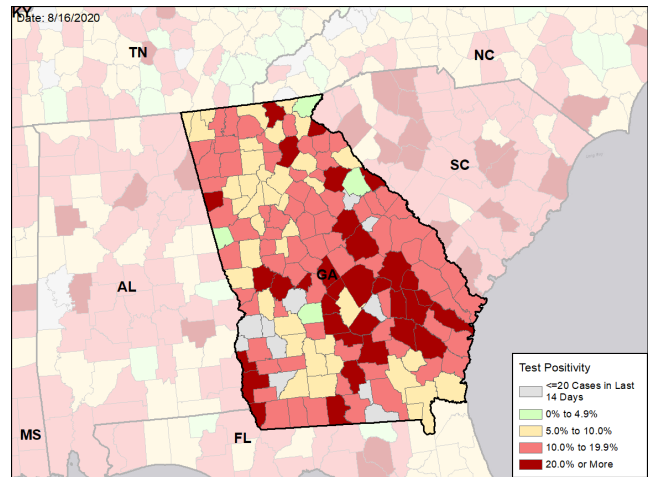 KY
Date: 8/16/2020
TN
NC
SC
AL
GA
MS
FL
Test Positivity
<=20 Cases in Last
14 Days
0% to 4.9%
5.0% to 10.0%
10.0% to 19.9%
20.0% or More